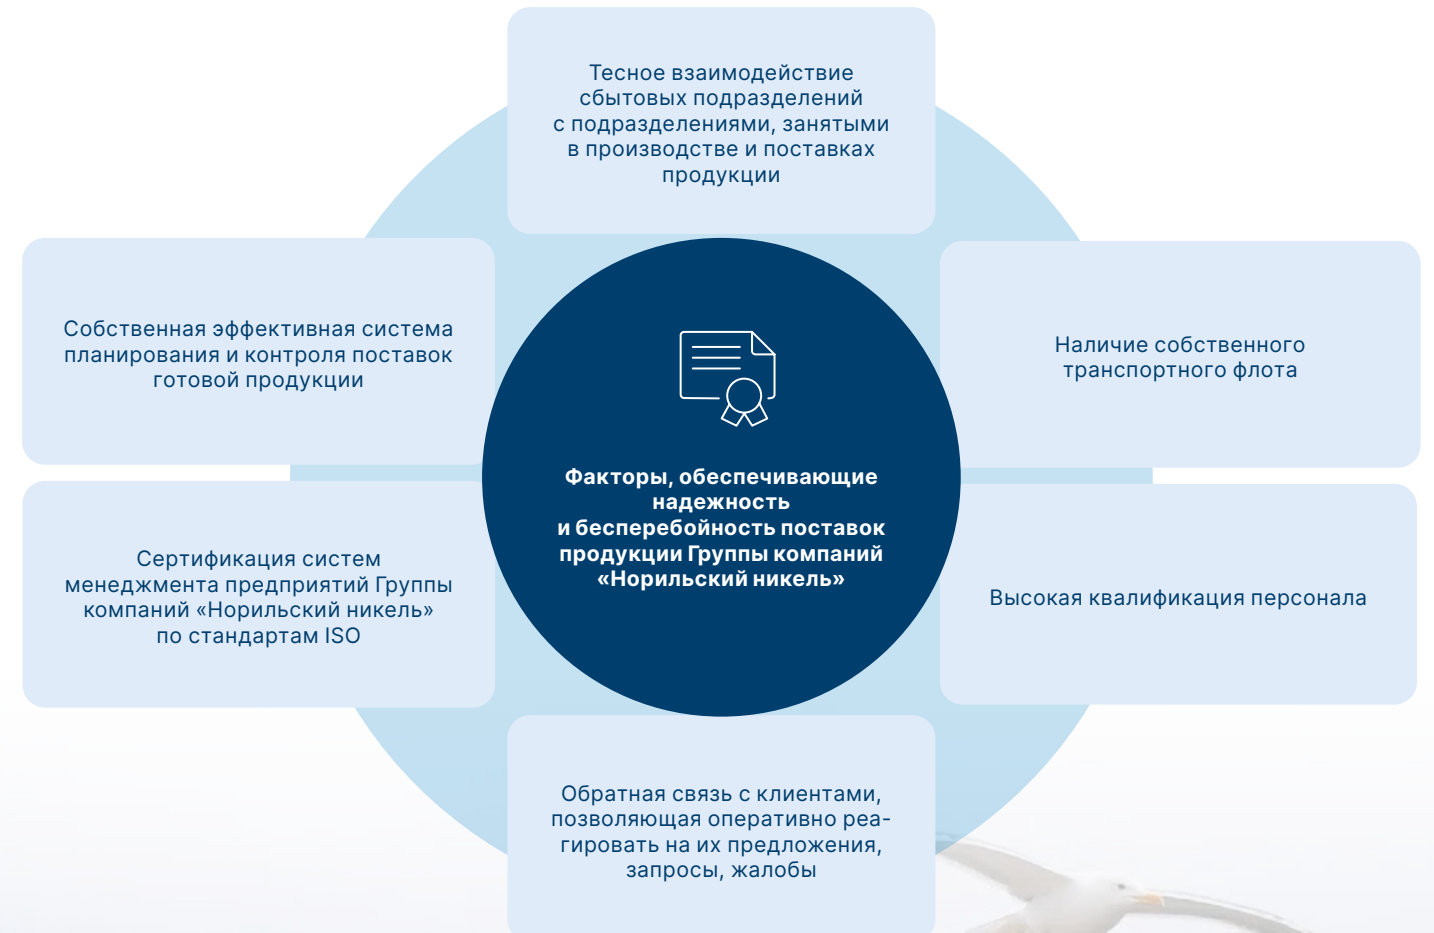 Тесное взаимодействие
сбытовых подразделений
с подразделениями, занятыми
в производстве и поставках
продукции
Собственная эффективная система
планирования и контроля поставок
готовой продукции
Наличие собственного
транспортного флота
Факторы, обеспечивающие
надежность
и бесперебойность поставок
продукции Группы компаний
«Норильский никель»
Сертификация систем
менеджмента предприятий Группы
компаний «Норильский никель»
по стандартам ISO
Высокая квалификация персонала
Обратная связь с клиентами,
позволяющая оперативно реа-
гировать на их предложения,
запросы, жалобы